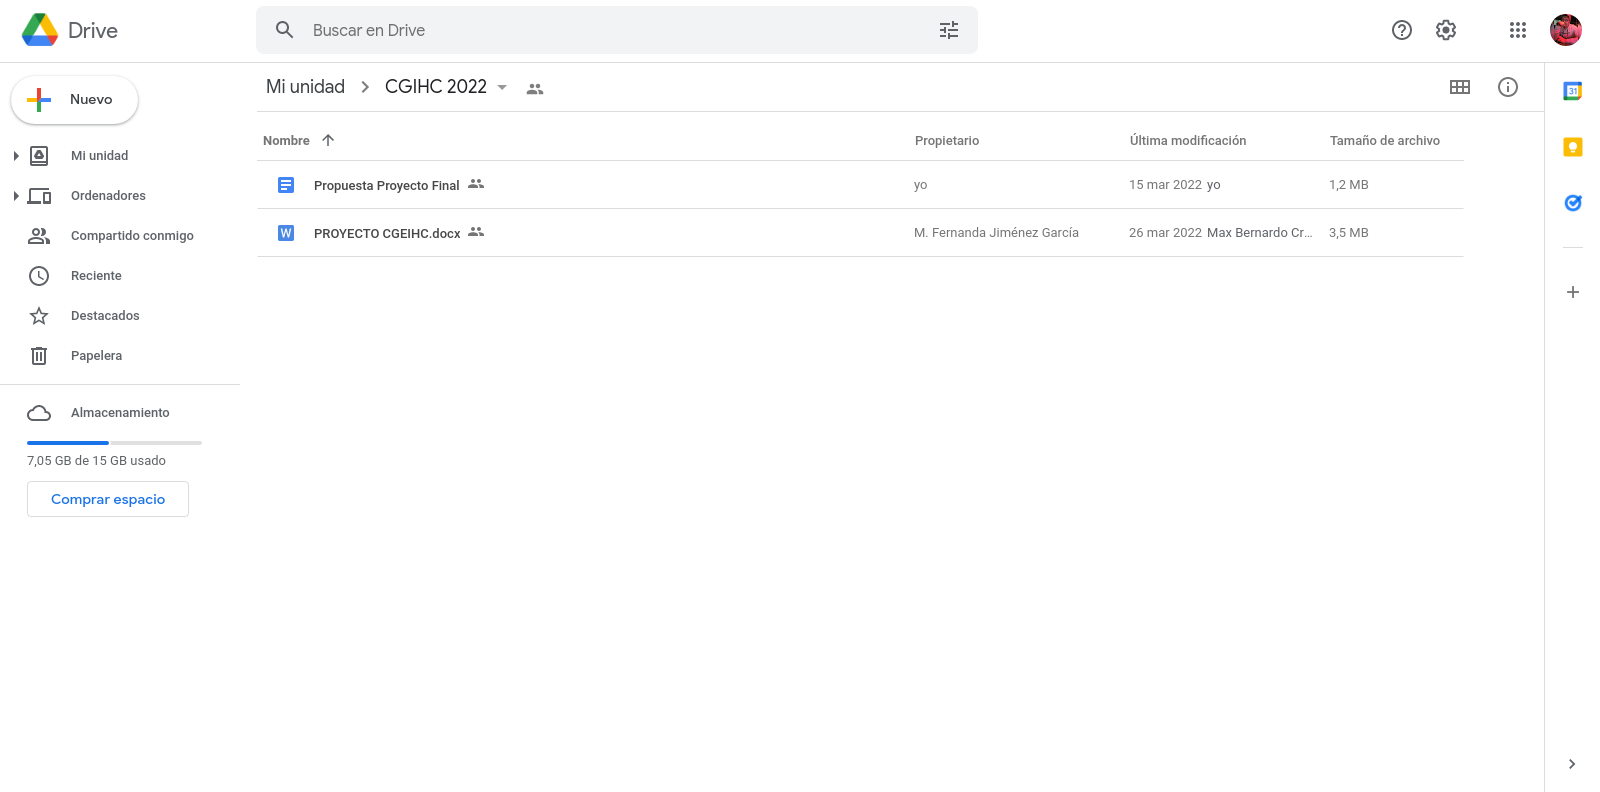 Drive
Buscar en Drive
Nuevo
Mi unidad
Ordenadores
Compartido conmigo
Reciente
Destacados
Papelera
Almacenamiento
7,05 GB de 15 GB usado
Comprar espacio
Mi unidad CGIHC 2022
Nombre Propietario Última modificación Tamaño de archivo
Propuesta Proyecto Final yo 15 mar 2022 yo 1,2 MB
W PROYECTO CGEIHC.docx M. Fernanda Jiménez García 26 mar 2022 Max Bernardo Cr... 3,5 MB
31